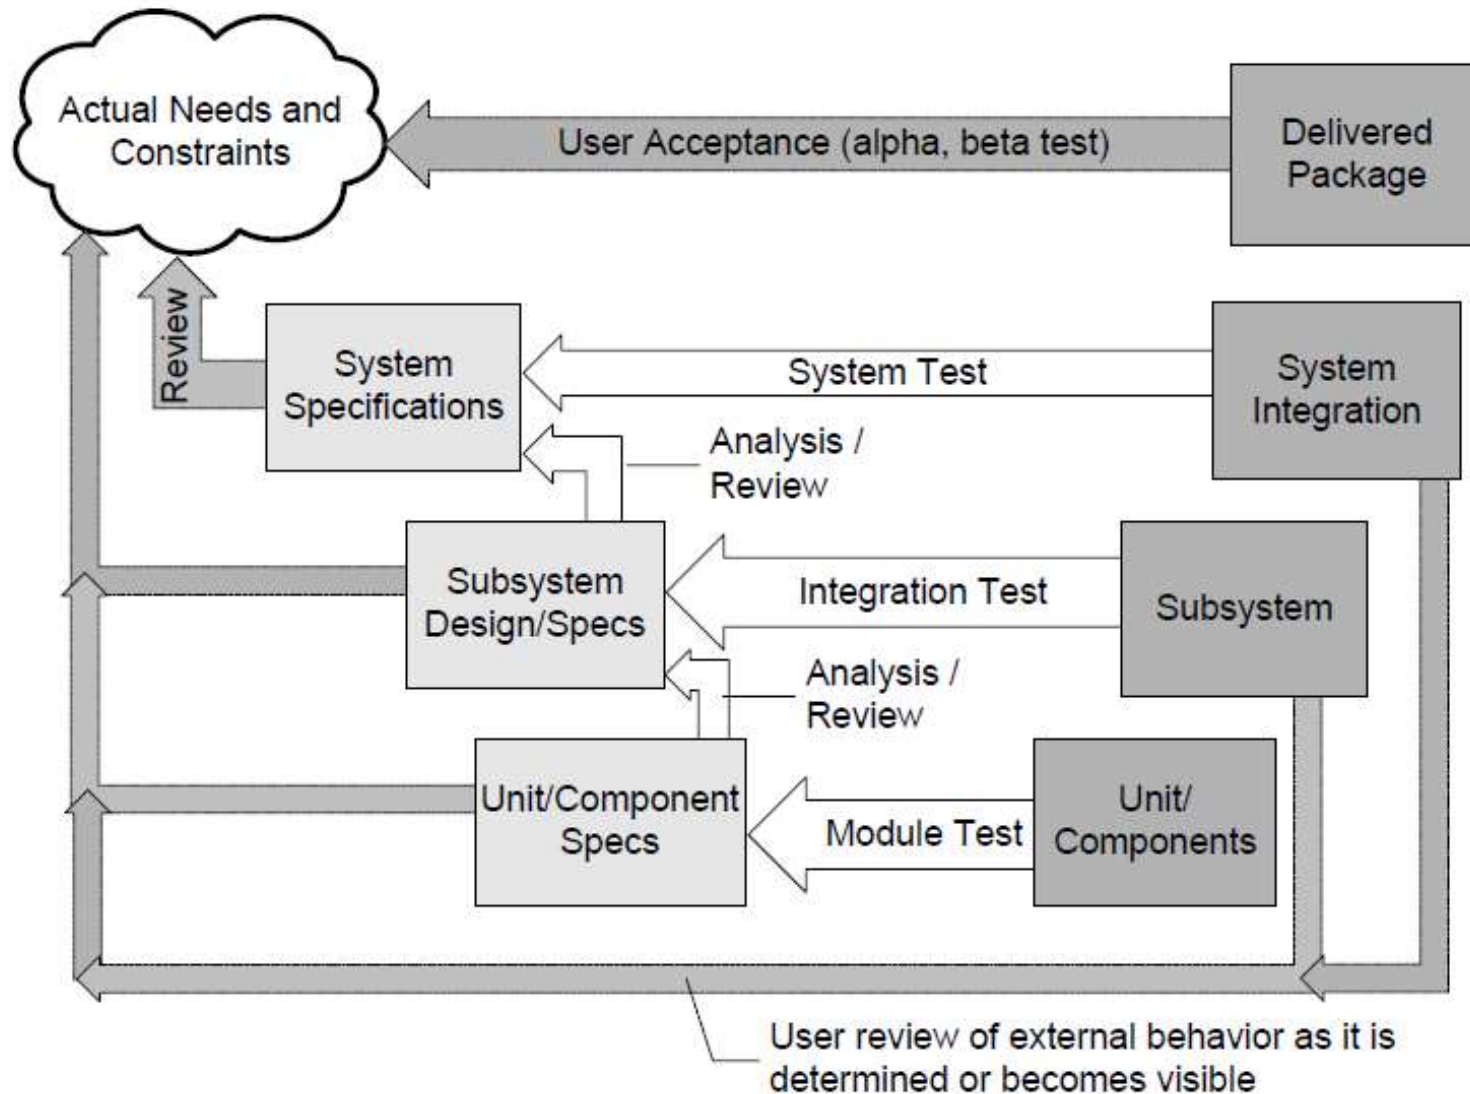 Actual Needs and
Constraints
User Acceptance (alpha, beta test)
Delivered
Package
Review
System
Specifications
System Test
System
Integration
Analysis /
Review
Subsystem
Design/Specs
Integration Test
Subsystem
Analysis /
Review
Unit/Component
Specs
Module Test
Unit/
Components
User review of external behavior as it is
determined or becomes visible